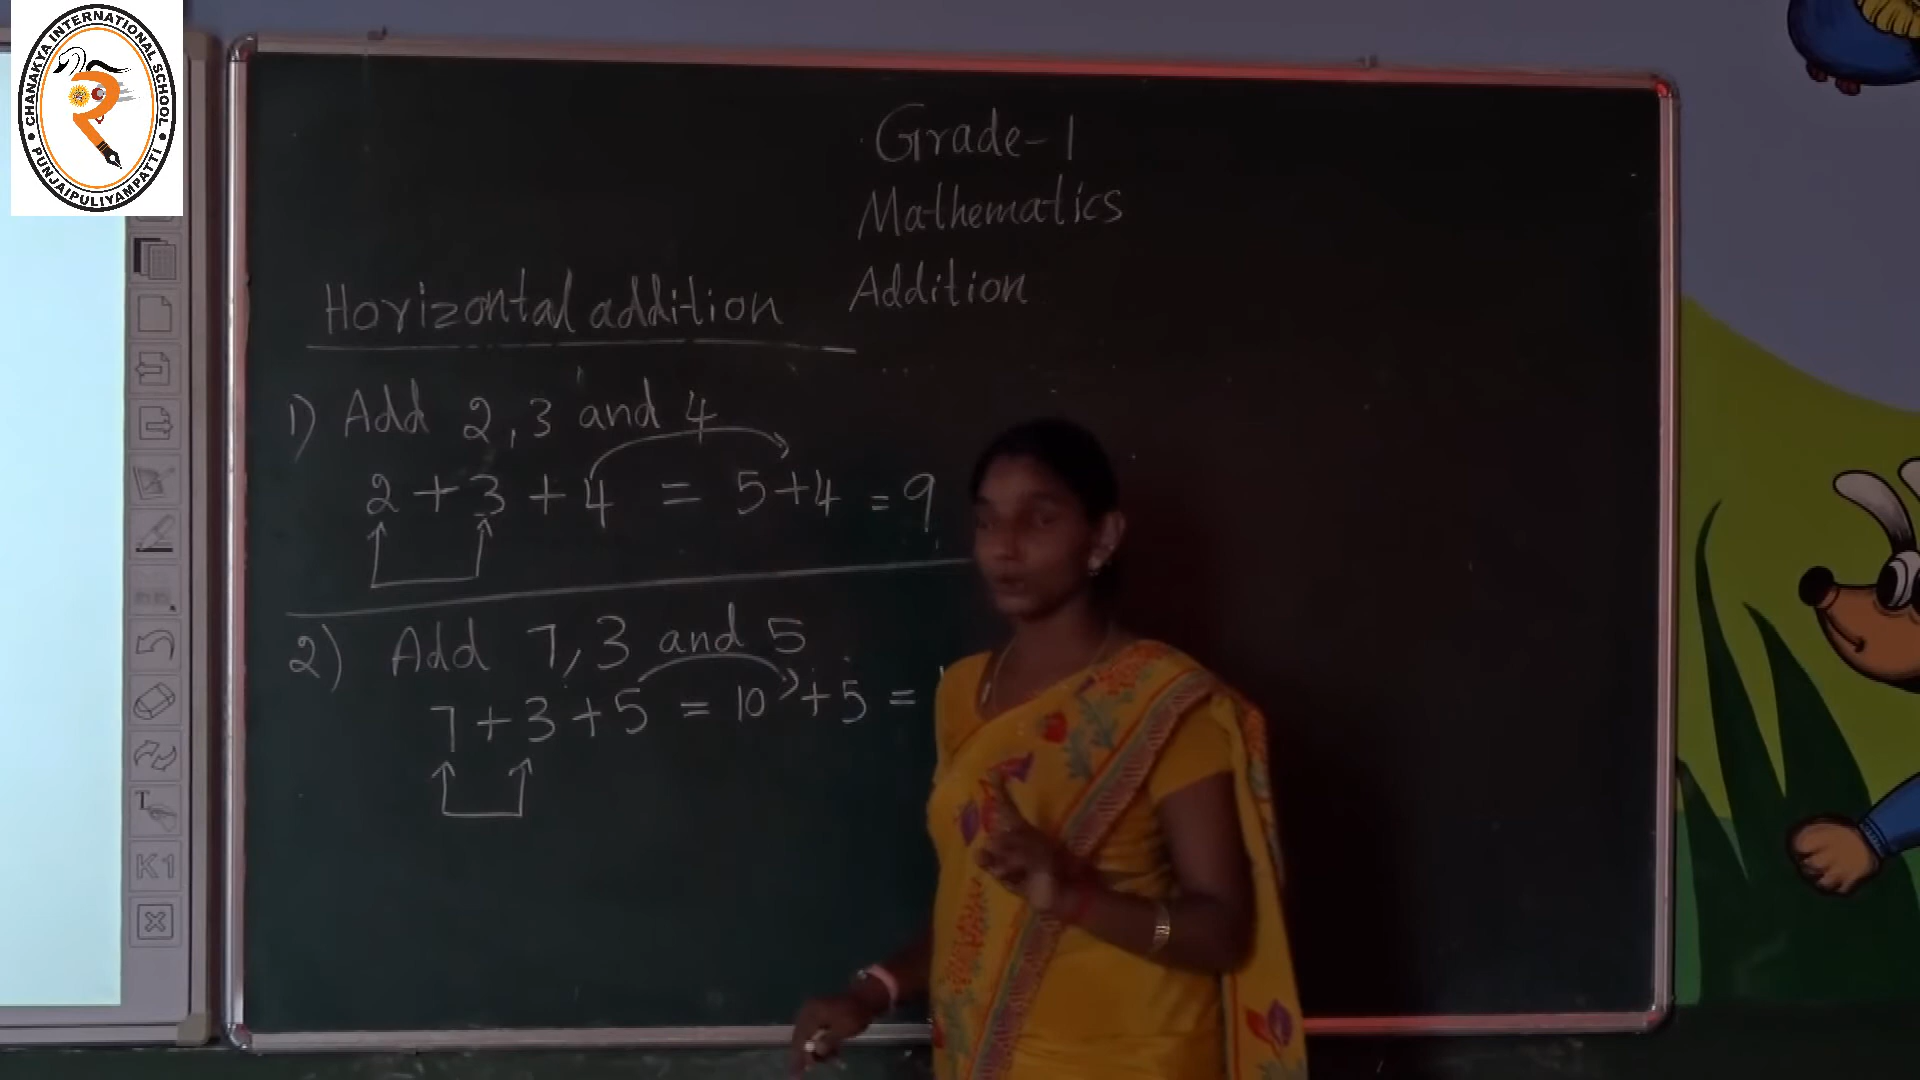 CHANAKYA INTERNATIONAL SCHOOL
PUNJAIPULIYAMPATTI
Grade-1
Mathematics
Addition
Horizontal addition
1) Add 2,3 and 4
2+3+4 = 5+4 = 9
2) Add 7,3 and 5
7+3+5 = 10+5 =
T
K1